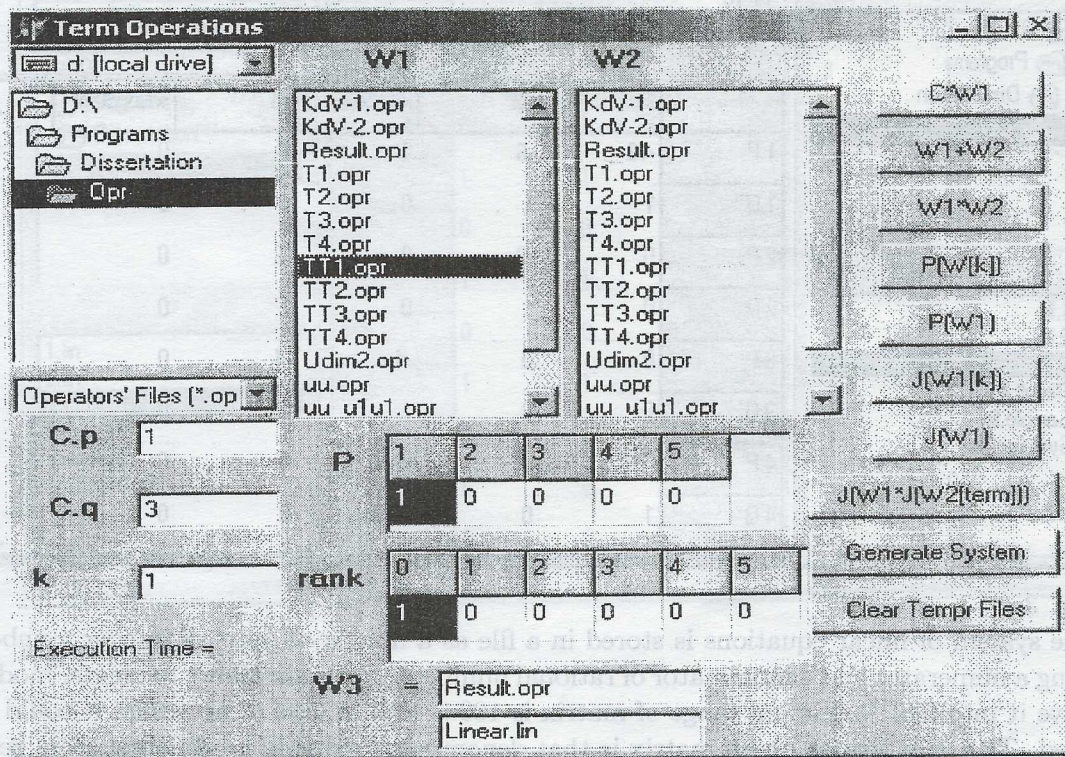 Term Operations
d: [local drive]
D:\
Programs
Dissertation
Opr
Operators' Files (*.op
W1
KdV-1.opr
KdV-2.opr
Result.opr
T1.opr
T2.opr
T3.opr
T4.opr
TT1.opr
TT2.opr
TT3.opr
TT4.opr
Udim2.opr
uu.opr
uu_u1u1.opr
W2
KdV-1.opr
KdV-2.opr
Result.opr
T1.opr
T2.opr
T3.opr
T4.opr
TT1.opr
TT2.opr
TT3.opr
TT4.opr
Udim2.opr
uu.opr
uu_u1u1.opr
C*W1
W1+W2
W1*W2
P(W[k])
P(W1)
J(W1[k])
J(W1)
J(W1*J(W2[term]))
Generate System
Clear Tempr Files
C.p 1
C.q 3
k 1
Execution Time =
P 1 2 3 4 5
1 0 0 0 0
rank 0 1 2 3 4 5
1 0 0 0 0 0
W3 = Result.opr
Linear.lin